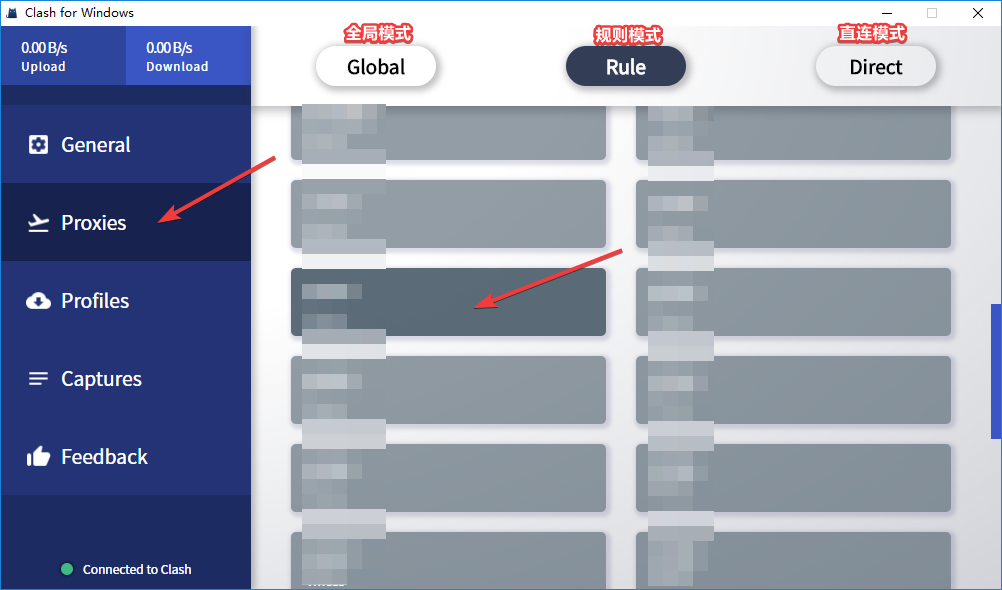 Clash for Windows
0.00 B/s
Upload
0.00 B/s
Download
全局模式
规则模式
直连模式
Global
Rule
Direct
General
Proxies
Profiles
Captures
Feedback
Connected to Clash